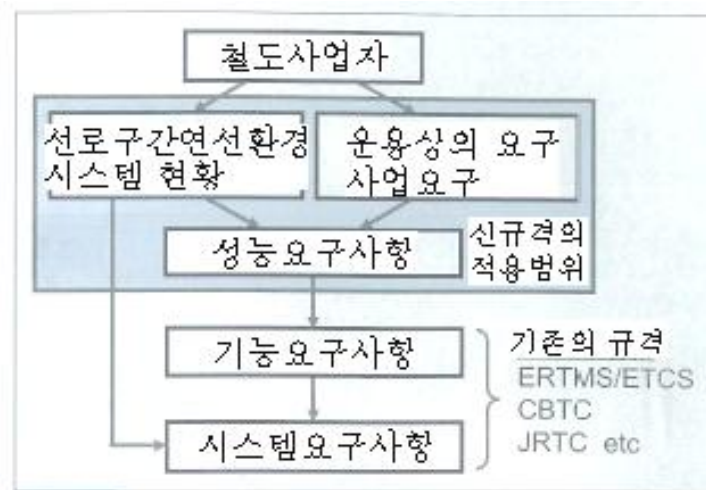 철도사업자
선로구간연선환경
시스템 현황
운용상의 요구
사업요구
성능요구사항
신규격의
적용범위
기능요구사항
시스템요구사항
기존의 규격
ERTMS/ETCS
CBTC
JRTC etc